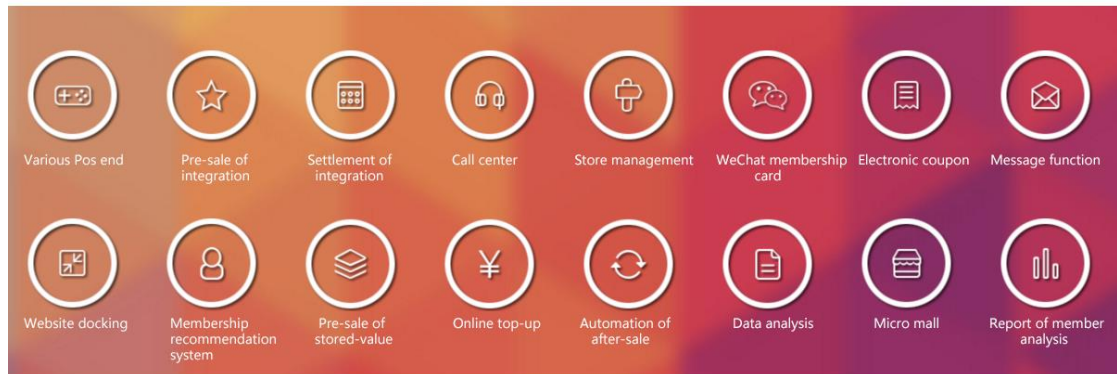 Various Pos end
Pre-sale of
integration
Settlement of
integration
Call center
Store management
WeChat membership
card
Electronic coupon
Message function
Website docking
Membership
recommendation
system
Pre-sale of
stored-value
Online top-up
Automation of
after-sale
Data analysis
Micro mall
Report of member
analysis